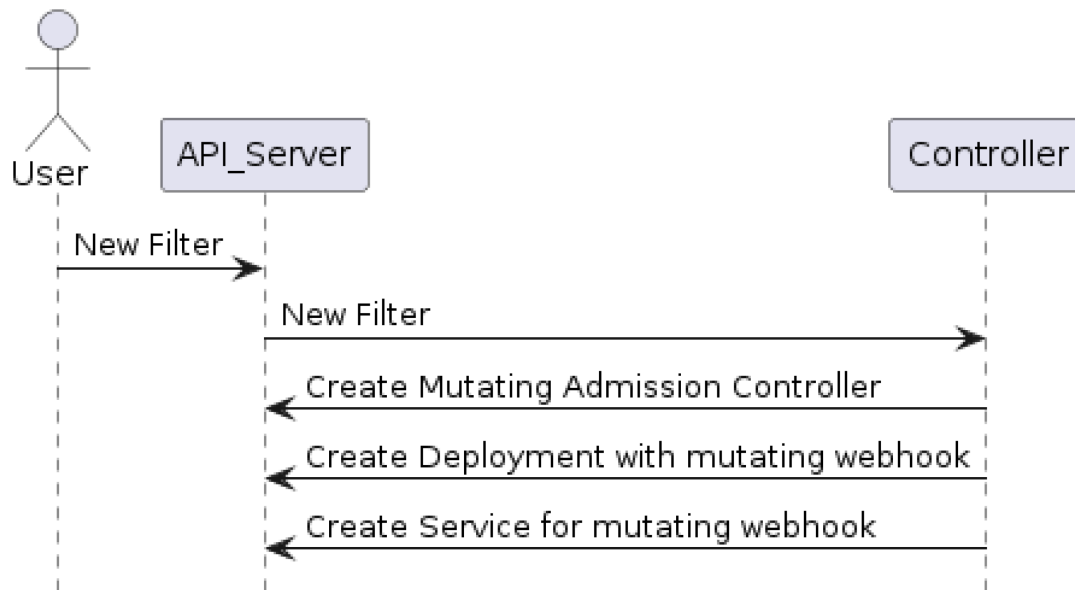 User
API_Server
Controller
New Filter
New Filter
Create Mutating Admission Controller
Create Deployment with mutating webhook
Create Service for mutating webhook